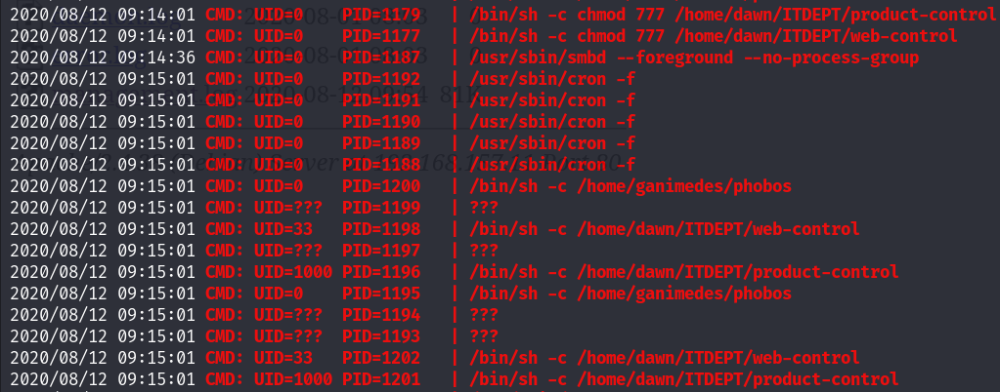 2020/08/12 09:14:01 CMD: UID=0 PID=1179 | /bin/sh -c chmod 777 /home/dawn/ITDEPT/product-control
2020/08/12 09:14:01 CMD: UID=0 PID=1177 | /bin/sh -c chmod 777 /home/dawn/ITDEPT/web-control
2020/08/12 09:14:36 CMD: UID=0 PID=1187 | /usr/sbin/smbd --foreground --no-process-group
2020/08/12 09:15:01 CMD: UID=0 PID=1192 | /usr/sbin/cron -f
2020/08/12 09:15:01 CMD: UID=0 PID=1191 | /usr/sbin/cron -f
2020/08/12 09:15:01 CMD: UID=0 PID=1190 | /usr/sbin/cron -f
2020/08/12 09:15:01 CMD: UID=0 PID=1189 | /usr/sbin/cron -f
2020/08/12 09:15:01 CMD: UID=0 PID=1188 | /usr/sbin/cron -f
2020/08/12 09:15:01 CMD: UID=0 PID=1200 | /bin/sh -c /home/ganimedes/phobos
2020/08/12 09:15:01 CMD: UID=??? PID=1199 | ???
2020/08/12 09:15:01 CMD: UID=33 PID=1198 | /bin/sh -c /home/dawn/ITDEPT/web-control
2020/08/12 09:15:01 CMD: UID=??? PID=1197 | ???
2020/08/12 09:15:01 CMD: UID=1000 PID=1196 | /bin/sh -c /home/dawn/ITDEPT/product-control
2020/08/12 09:15:01 CMD: UID=0 PID=1195 | /bin/sh -c /home/ganimedes/phobos
2020/08/12 09:15:01 CMD: UID=??? PID=1194 | ???
2020/08/12 09:15:01 CMD: UID=??? PID=1193 | ???
2020/08/12 09:15:01 CMD: UID=33 PID=1202 | /bin/sh -c /home/dawn/ITDEPT/web-control
2020/08/12 09:15:01 CMD: UID=1000 PID=1201 | /bin/sh -c /home/dawn/ITDEPT/product-control